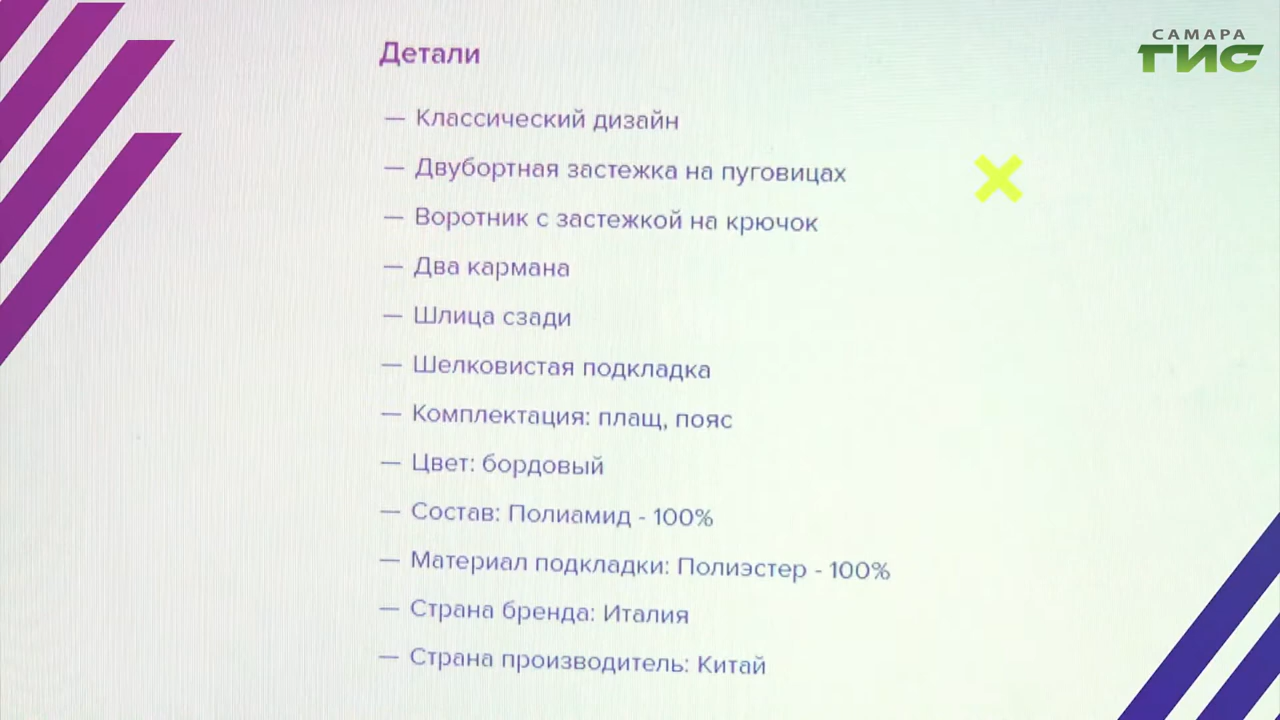 САМАРА
ГИС
Детали
— Классический дизайн
— Двубортная застежка на пуговицах
— Воротник с застежкой на крючок
— Два кармана
— Шлица сзади
— Шелковистая подкладка
— Комплектация: плащ, пояс
— Цвет: бордовый
— Состав: Полиамид - 100%
— Материал подкладки: Полиэстер - 100%
— Страна бренда: Италия
— Страна производитель: Китай